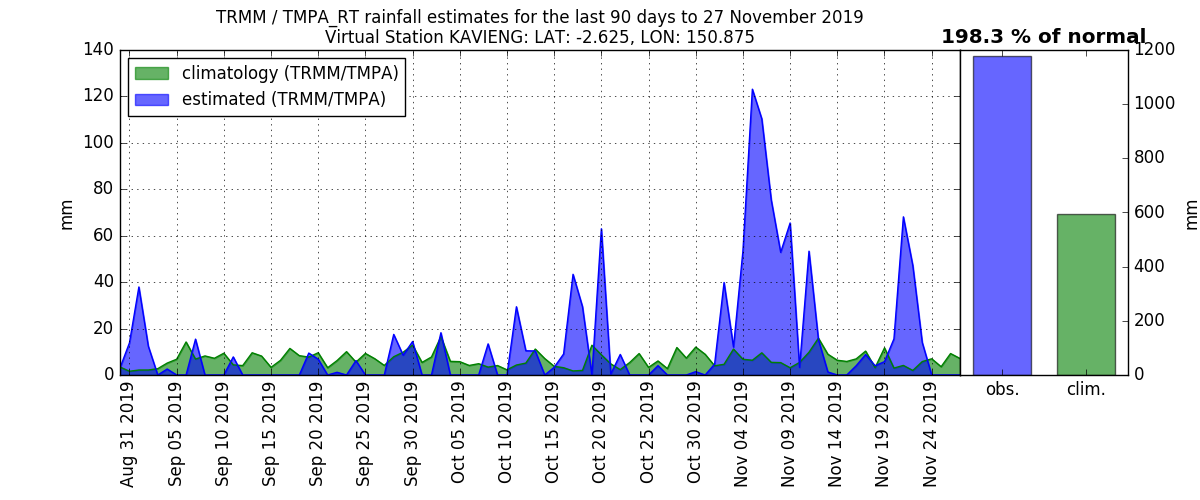 TRMM / TMPA_RT rainfall estimates for the last 90 days to 27 November 2019
Virtual Station KAVIENG: LAT: -2.625, LON: 150.875
198.3 % of normal
climatology (TRMM/TMPA)
estimated (TRMM/TMPA)
mm
140
120
100
80
60
40
20
0
Aug 31 2019
Sep 05 2019
Sep 10 2019
Sep 15 2019
Sep 20 2019
Sep 25 2019
Sep 30 2019
Oct 05 2019
Oct 10 2019
Oct 15 2019
Oct 20 2019
Oct 25 2019
Oct 30 2019
Nov 04 2019
Nov 09 2019
Nov 14 2019
Nov 19 2019
Nov 24 2019
obs.
clim.
1200
1000
800
600
400
200
0
mm